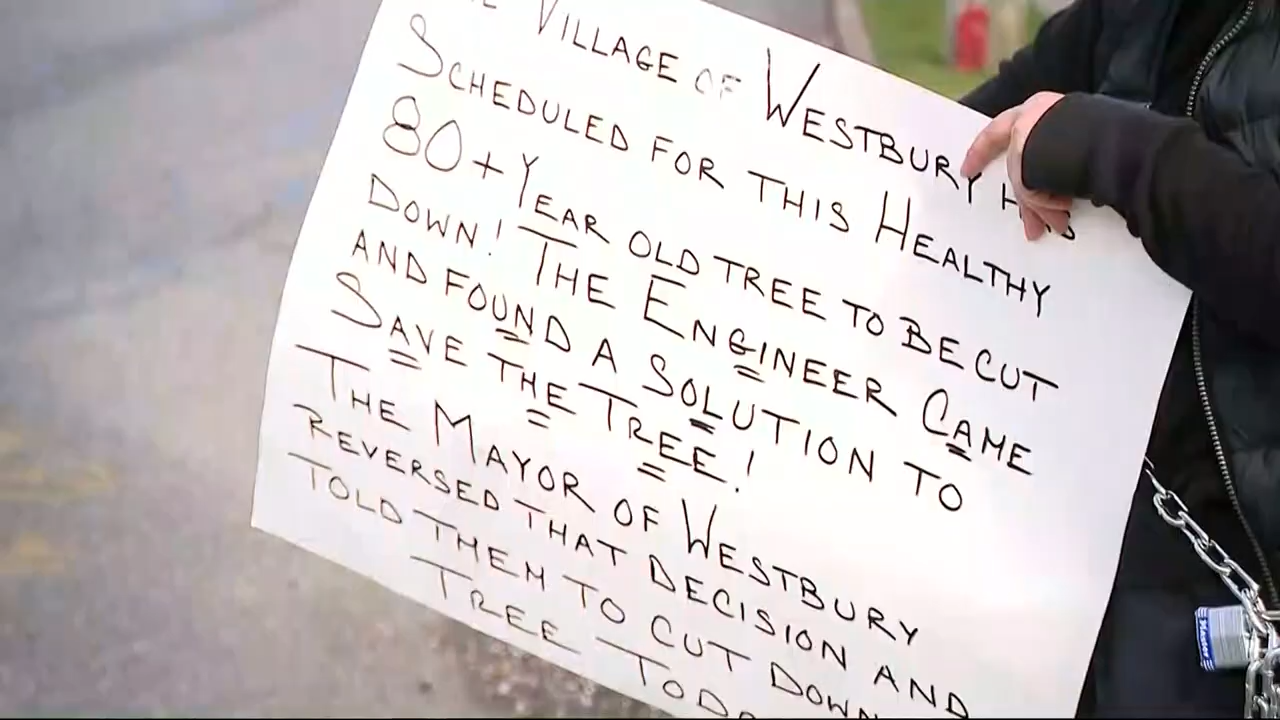 VILLAGE OF WESTBURY
SCHEDULED FOR THIS HEALTHY
80+ YEAR OLD TREE TO BE CUT
DOWN! THE ENGINEER CAME
AND FOUND A SOLUTION TO
SAVE THE TREE!
THE MAYOR OF WESTBURY
REVERSED THAT DECISION AND
TOLD THEM TO CUT DOWN
TREE
Master